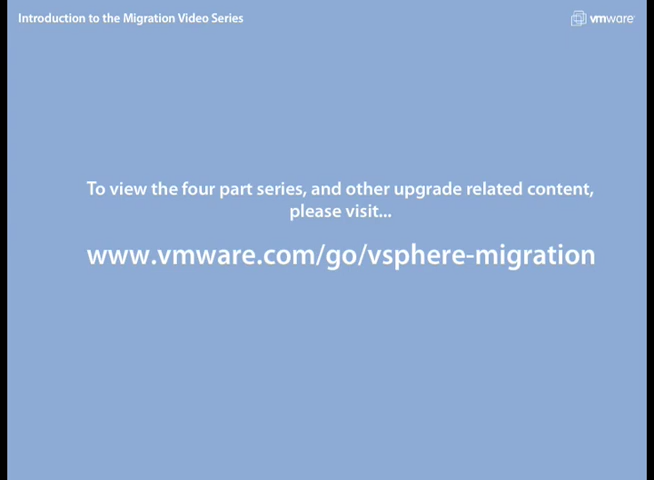 Introduction to the Migration Video Series
vmware
To view the four part series, and other upgrade related content,
please visit...
www.vmware.com/go/vsphere-migration